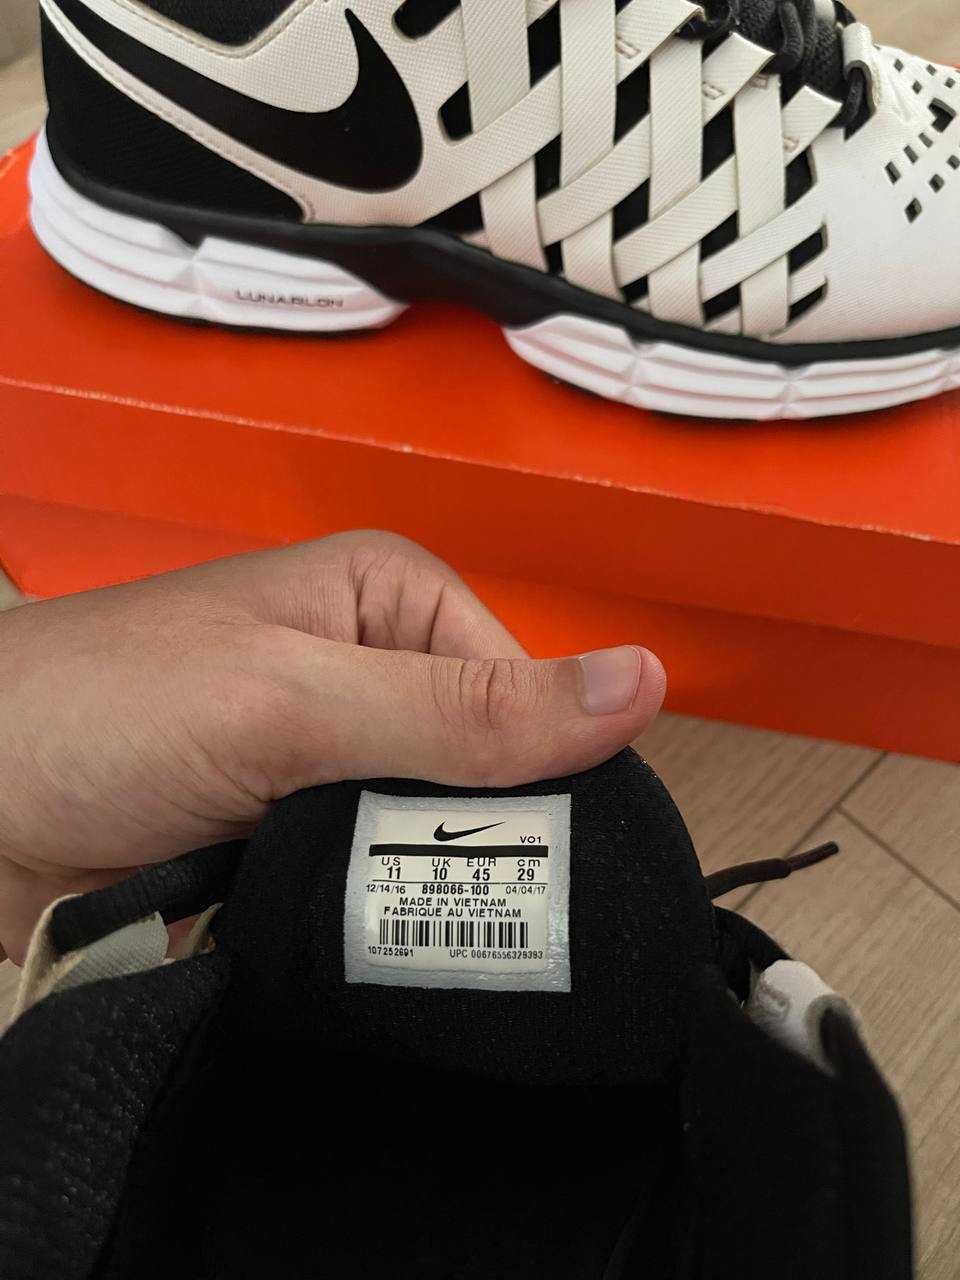 LUNARLON
VO1
US UK EUR cm
11 10 45 29
12/14/16 898066-100 04/04/17
MADE IN VIETNAM
FABRIQUE AU VIETNAM
107252691 UPC 00676556329393